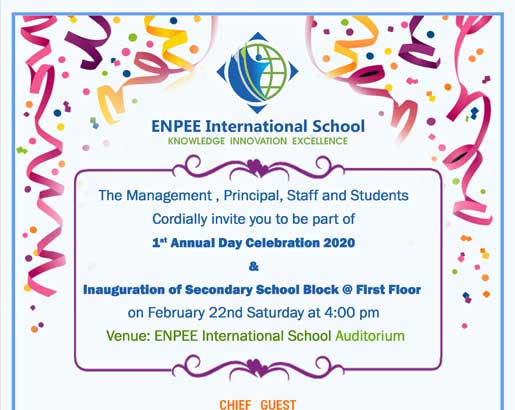 ENPEE International School
KNOWLEDGE INNOVATION EXCELLENCE
The Management , Principal, Staff and Students
Cordially invite you to be part of
1st Annual Day Celebration 2020
&
Inauguration of Secondary School Block @ First Floor
on February 22nd Saturday at 4:00 pm
Venue: ENPEE International School Auditorium
CHIEF GUEST